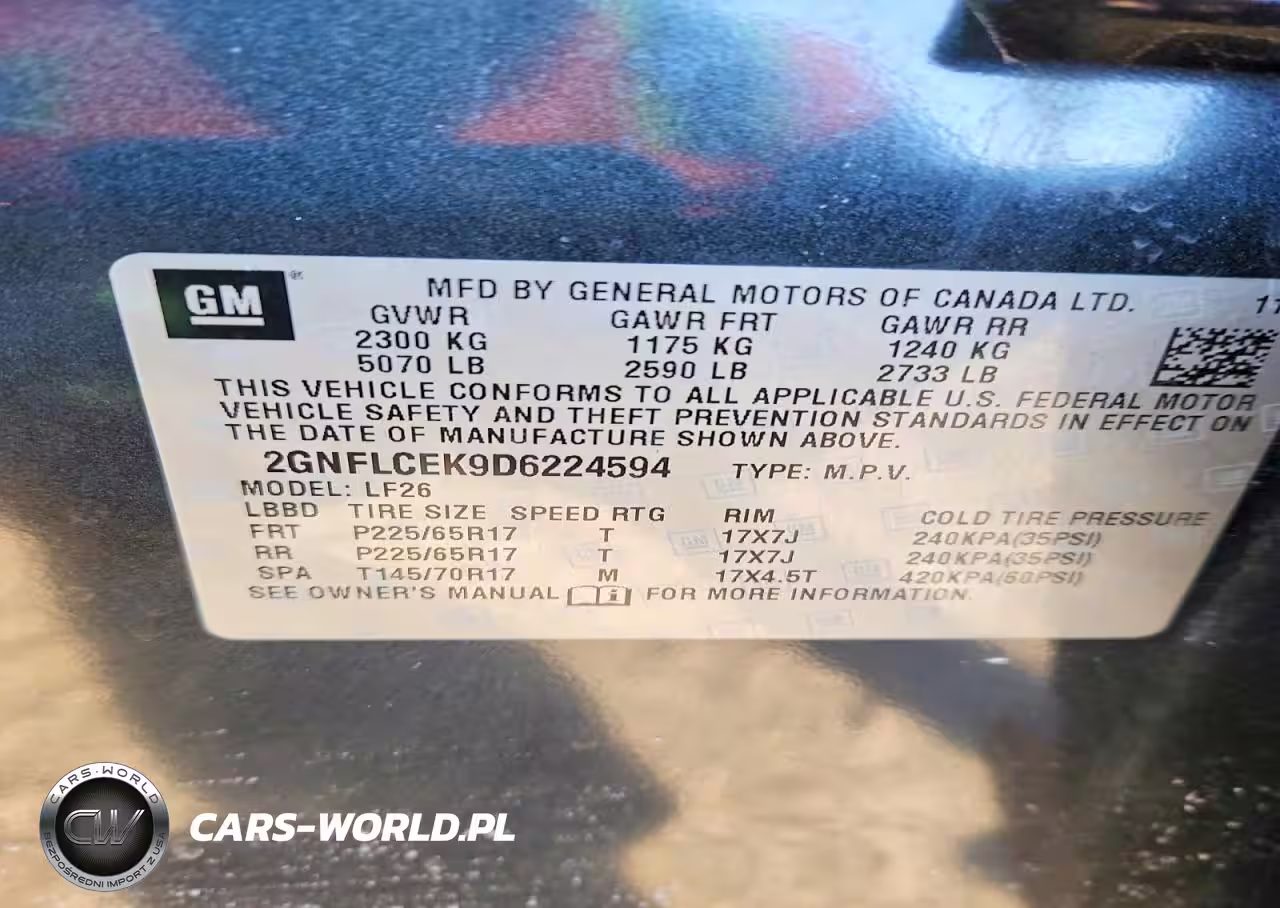 GM ®
MFD BY GENERAL MOTORS OF CANADA LTD. 11
GVWR GAWR FRT GAWR RR
2300 KG 1175 KG 1240 KG
5070 LB 2590 LB 2733 LB
THIS VEHICLE CONFORMS TO ALL APPLICABLE U.S. FEDERAL MOTOR
VEHICLE SAFETY AND THEFT PREVENTION STANDARDS IN EFFECT ON
THE DATE OF MANUFACTURE SHOWN ABOVE.
2GNFLCEK9D6224594 TYPE: M.P.V.
MODEL: LF26
LBBD TIRE SIZE SPEED RTG RIM COLD TIRE PRESSURE
FRT P225/65R17 T 17X7J 240KPA(35PSI)
RR P225/65R17 T 17X7J 240KPA(35PSI)
SPA T145/70R17 M 17X4.5T 420KPA(60PSI)
SEE OWNER'S MANUAL FOR MORE INFORMATION.
CARS-WORLD
CW
BEZPOŚREDNI IMPORT Z USA
CARS-WORLD.PL